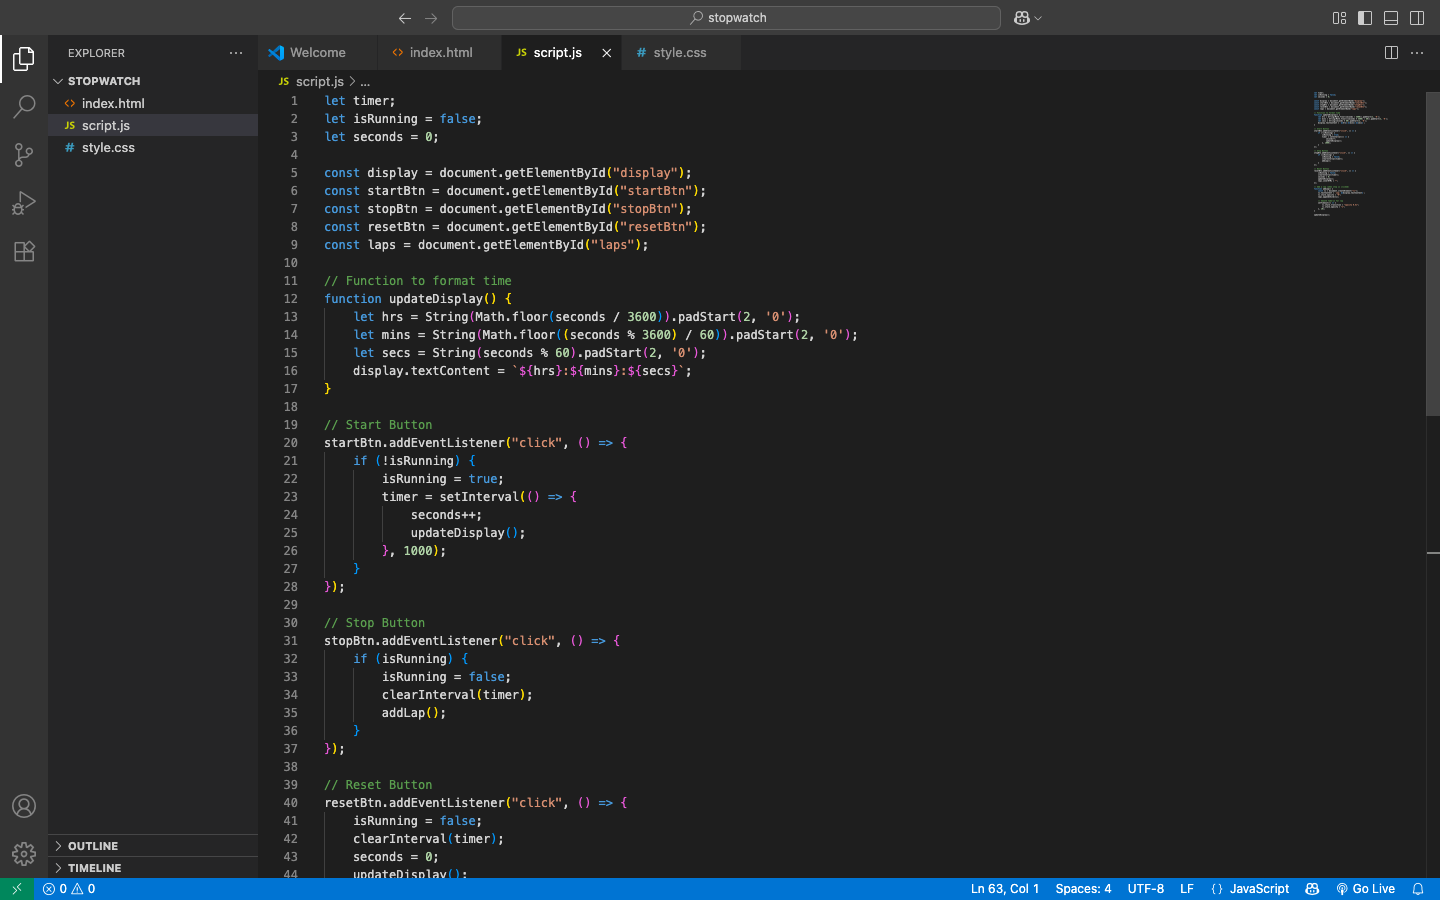 stopwatch
EXPLORER
STOPWATCH
<> index.html
JS script.js
# style.css
OUTLINE
TIMELINE
Welcome
<> index.html
JS script.js
# style.css
JS script.js > ...
1 let timer;
2 let isRunning = false;
3 let seconds = 0;
4
5 const display = document.getElementById("display");
6 const startBtn = document.getElementById("startBtn");
7 const stopBtn = document.getElementById("stopBtn");
8 const resetBtn = document.getElementById("resetBtn");
9 const laps = document.getElementById("laps");
10
11 // Function to format time
12 function updateDisplay() {
13     let hrs = String(Math.floor(seconds / 3600)).padStart(2, '0');
14     let mins = String(Math.floor((seconds % 3600) / 60)).padStart(2, '0');
15     let secs = String(seconds % 60).padStart(2, '0');
16     display.textContent = `${hrs}:${mins}:${secs}`;
17 }
18
19 // Start Button
20 startBtn.addEventListener("click", () => {
21     if (!isRunning) {
22         isRunning = true;
23         timer = setInterval(() => {
24             seconds++;
25             updateDisplay();
26         }, 1000);
27     }
28 });
29
30 // Stop Button
31 stopBtn.addEventListener("click", () => {
32     if (isRunning) {
33         isRunning = false;
34         clearInterval(timer);
35         addLap();
36     }
37 });
38
39 // Reset Button
40 resetBtn.addEventListener("click", () => {
41     isRunning = false;
42     clearInterval(timer);
43     seconds = 0;
44     updateDisplay();
0 0
Ln 63, Col 1
Spaces: 4
UTF-8
LF
{} JavaScript
Go Live